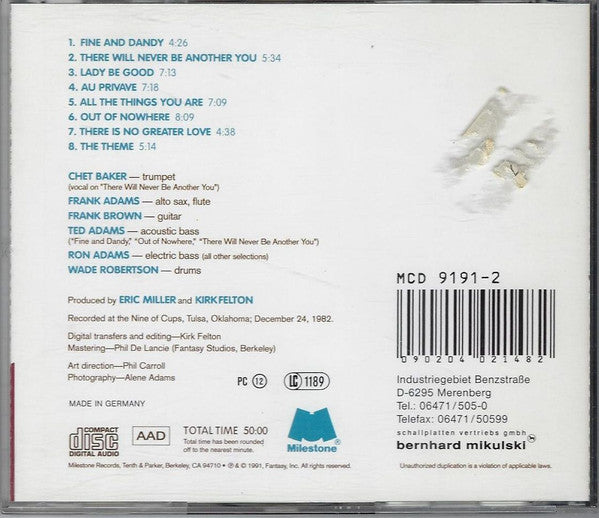 1. FINE AND DANDY 4:26
2. THERE WILL NEVER BE ANOTHER YOU 5:34
3. LADY BE GOOD 7:13
4. AU PRIVAVE 7:18
5. ALL THE THINGS YOU ARE 7:09
6. OUT OF NOWHERE 8:09
7. THERE IS NO GREATER LOVE 4:38
8. THE THEME 5:14
CHET BAKER — trumpet
(vocal on "There Will Never Be Another You")
FRANK ADAMS — alto sax, flute
FRANK BROWN — guitar
TED ADAMS — acoustic bass
("Fine and Dandy," "Out of Nowhere," "There Will Never Be Another You")
RON ADAMS — electric bass (all other selections)
WADE ROBERTSON — drums
Produced by ERIC MILLER and KIRK FELTON
Recorded at the Nine of Cups, Tulsa, Oklahoma; December 24, 1982.
Digital transfers and editing—Kirk Felton
Mastering—Phil De Lancie (Fantasy Studios, Berkeley)
Art direction—Phil Carroll
Photography—Alene Adams
PC 12 LC 1189
MADE IN GERMANY
COMPACT
disc
DIGITAL AUDIO
AAD
TOTAL TIME 50:00
Total time has been rounded
off to the nearest minute.
Milestone®
Milestone Records, Tenth & Parker, Berkeley, CA 94710 • ℗ & © 1991, Fantasy, Inc. All rights reserved.
MCD 9191-2
0 90204 02148 2
Industriegebiet Benzstraße
D-6295 Merenberg
Tel.: 06471/505-0
Telefax: 06471/50599
schallplatten vertriebs gmbh
bernhard mikulski
Unauthorized duplication is a violation of applicable laws.